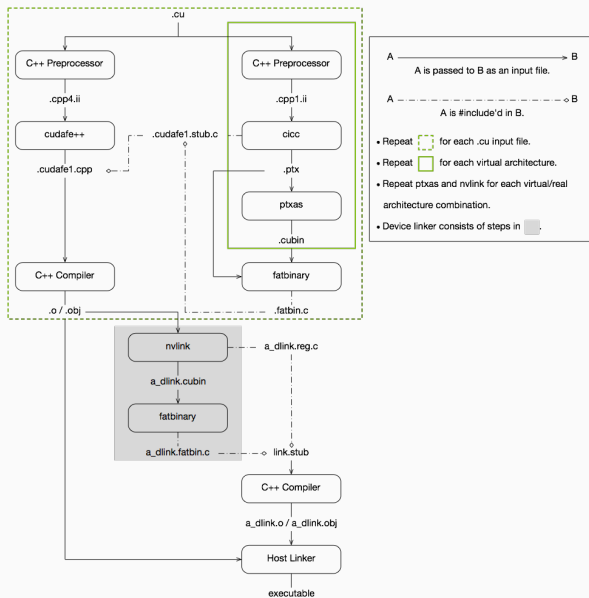 .cu
C++ Preprocessor
C++ Preprocessor
.cpp4.ii
.cpp1.ii
cudafe++
.cudafe1.stub.c
cicc
.cudafe1.cpp
.ptx
ptxas
.cubin
C++ Compiler
fatbinary
.o / .obj
.fatbin.c
nvlink
a_dlink.reg.c
a_dlink.cubin
fatbinary
a_dlink.fatbin.c
link.stub
C++ Compiler
a_dlink.o / a_dlink.obj
Host Linker
executable
A B
A is passed to B as an input file.
A B
A is #include'd in B.
• Repeat for each .cu input file.
• Repeat for each virtual architecture.
• Repeat ptxas and nvlink for each virtual/real
architecture combination.
• Device linker consists of steps in .